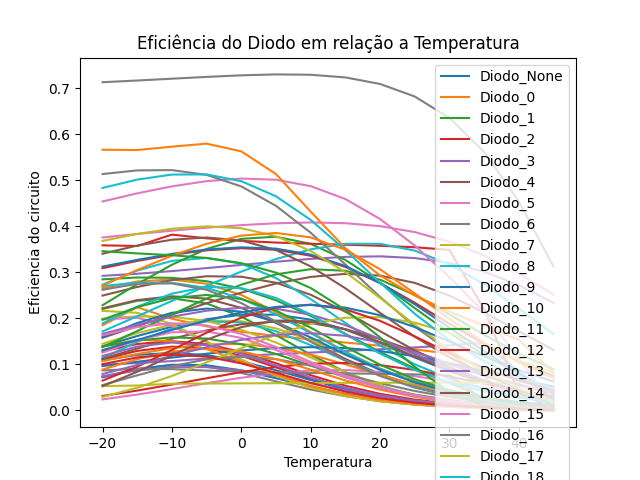 Eficiência do Diodo em relação a Temperatura
Eficiencia do circuito
0.7
0.6
0.5
0.4
0.3
0.2
0.1
0.0
−20
−10
0
10
20
30
40
Temperatura
Diodo_None
Diodo_0
Diodo_1
Diodo_2
Diodo_3
Diodo_4
Diodo_5
Diodo_6
Diodo_7
Diodo_8
Diodo_9
Diodo_10
Diodo_11
Diodo_12
Diodo_13
Diodo_14
Diodo_15
Diodo_16
Diodo_17
Diodo_18